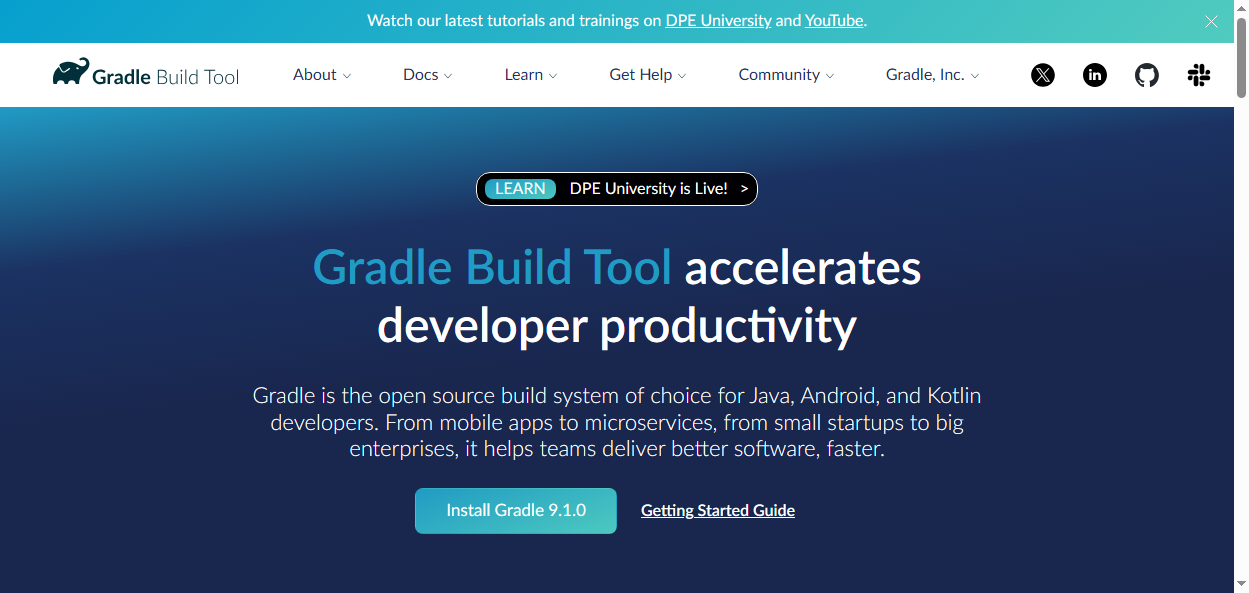 Watch our latest tutorials and trainings on DPE University and YouTube.
Gradle Build Tool
About
Docs
Learn
Get Help
Community
Gradle, Inc.
LEARN DPE University is Live! >
Gradle Build Tool accelerates
developer productivity
Gradle is the open source build system of choice for Java, Android, and Kotlin
developers. From mobile apps to microservices, from small startups to big
enterprises, it helps teams deliver better software, faster.
Install Gradle 9.1.0
Getting Started Guide